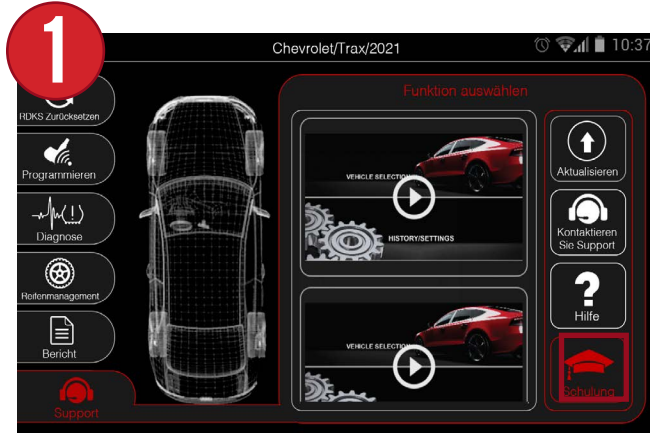 1
Chevrolet/Trax/2021
10:37
RDKS Zurücksetzen
Programmieren
Diagnose
Reifenmanagement
Bericht
Support
Funktion auswählen
VEHICLE SELECTION
HISTORY/SETTINGS
VEHICLE SELECTION
Aktualisieren
Kontaktieren
Sie Support
Hilfe
Schulung